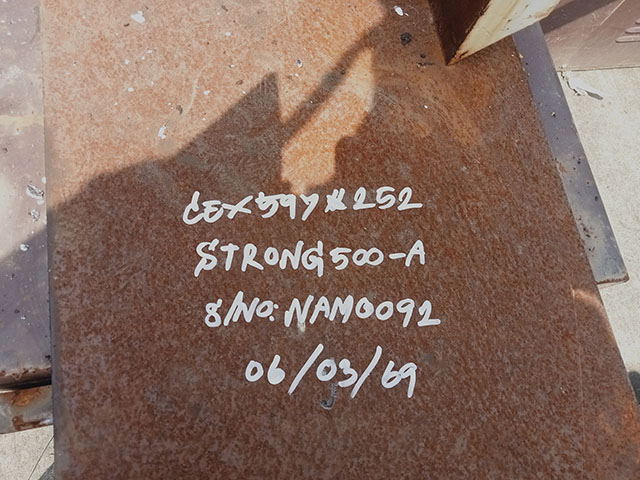 CEX597*252
STRONG500-A
S/NO: NAM0092
06/03/69